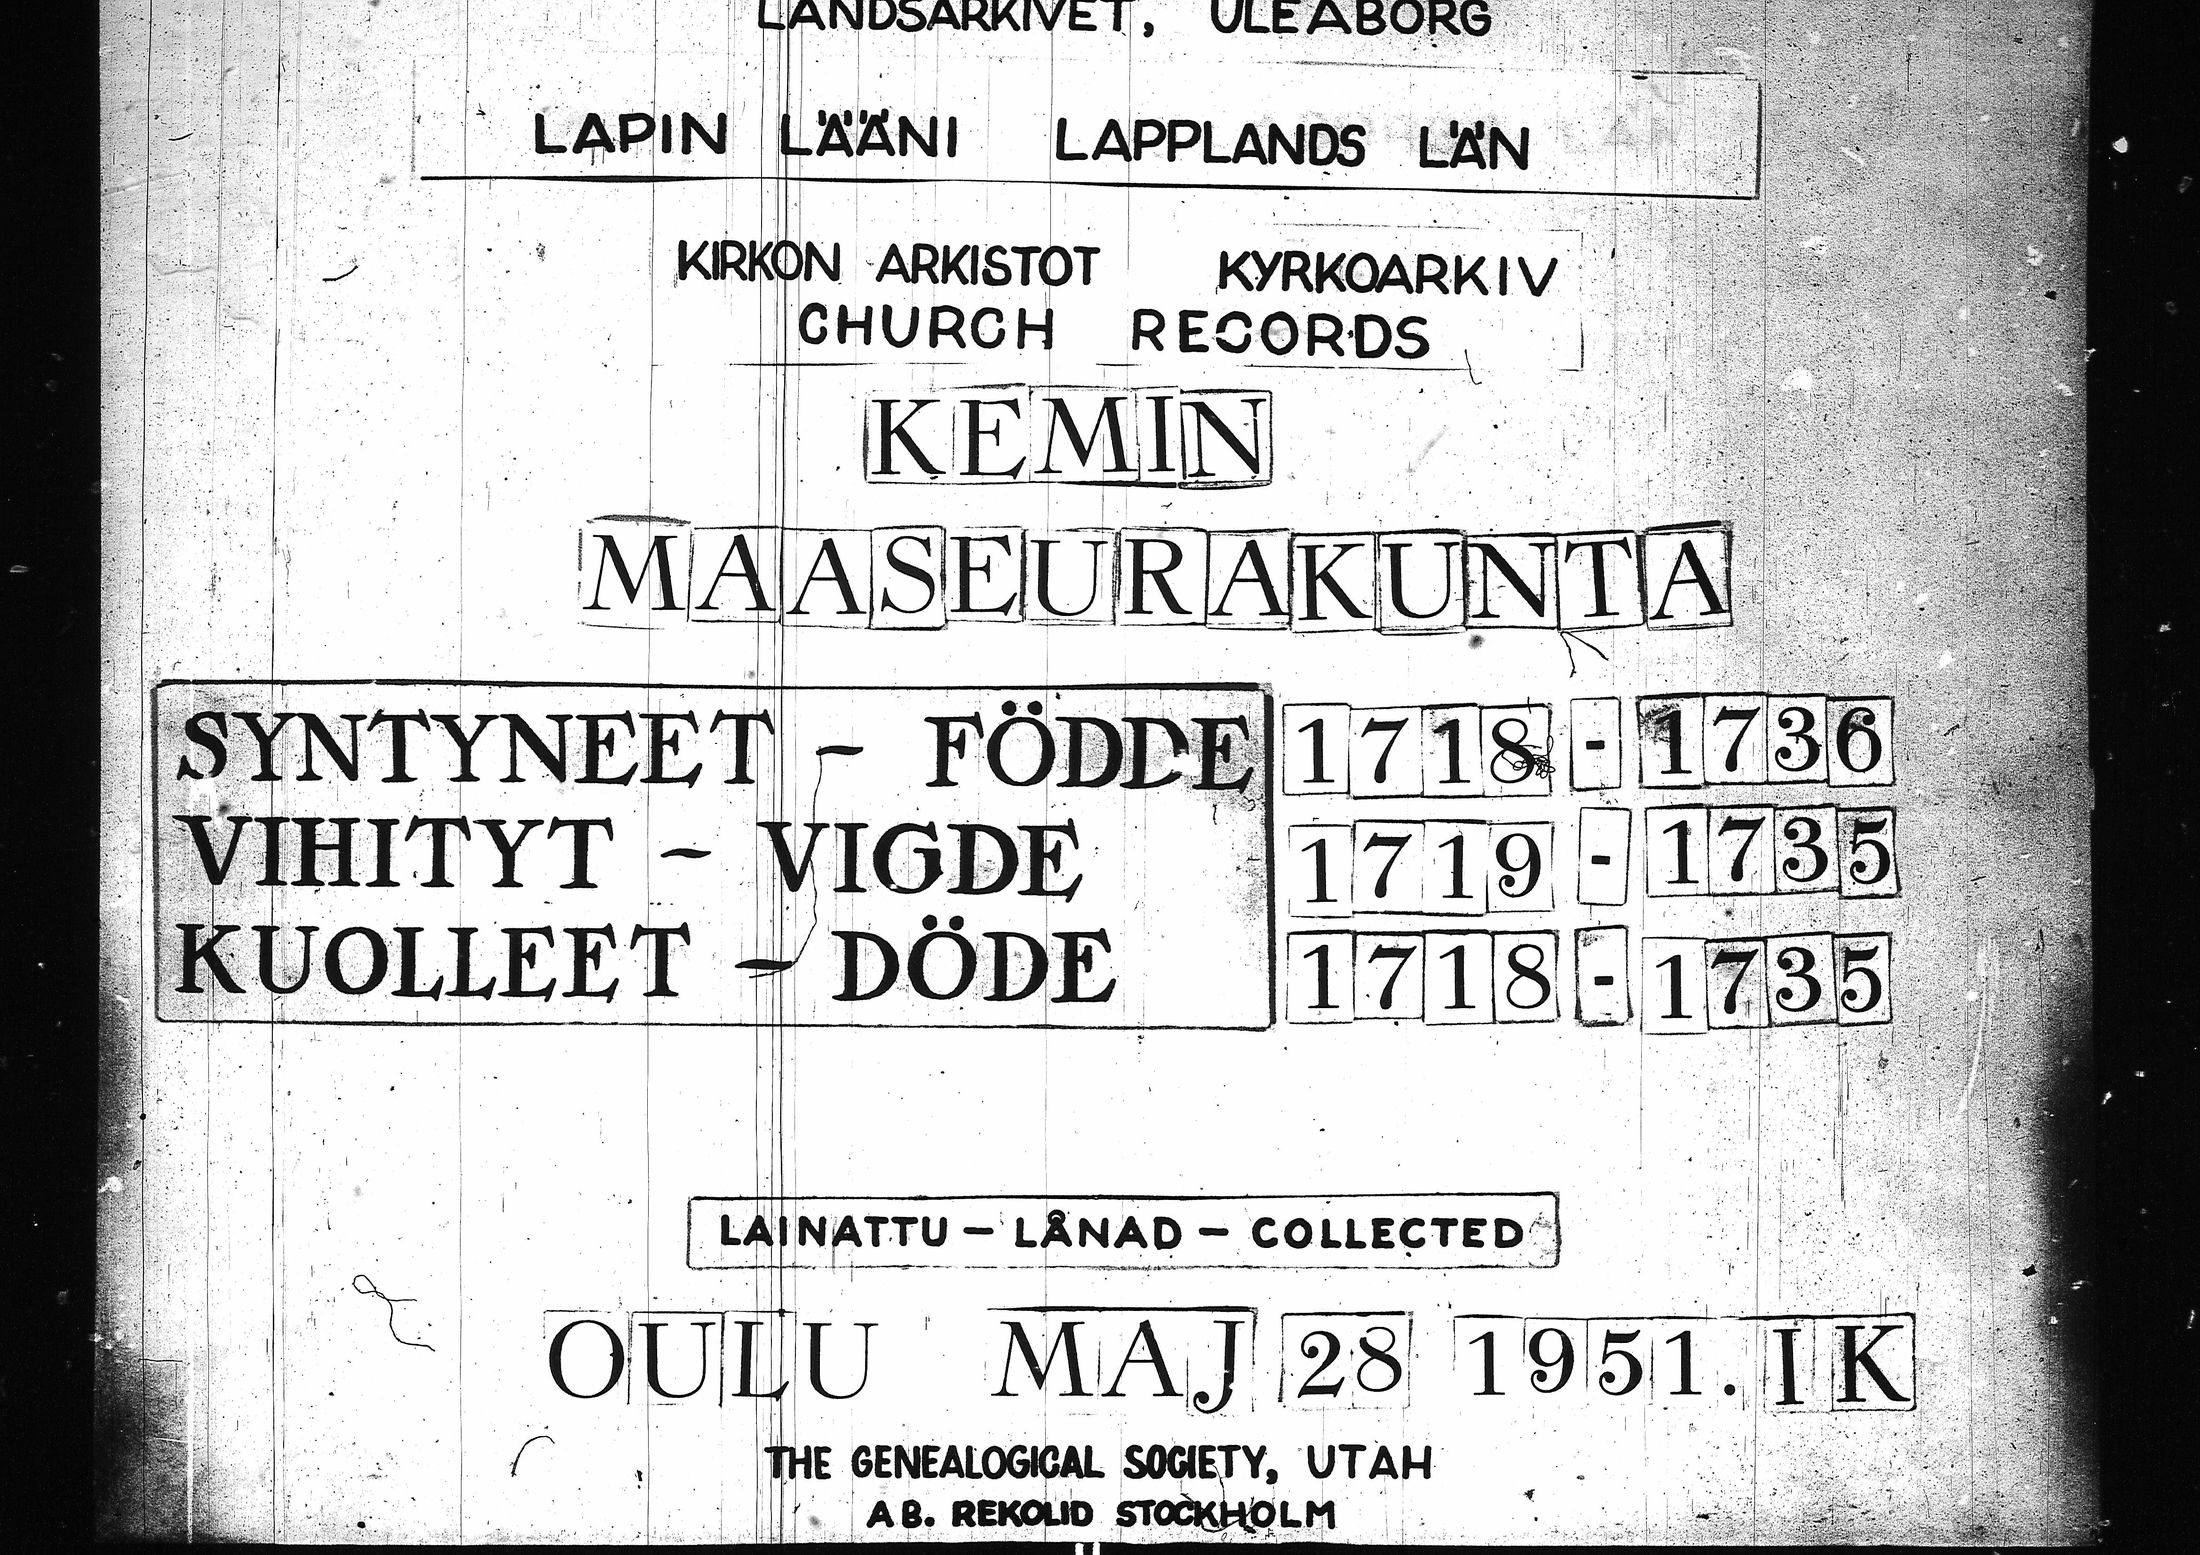 LANDSARKIVET, ULEÅBORG
LAPIN LÄÄNI LAPPLANDS LÄN
KIRKON ARKISTOT KYRKOARKIV
CHURCH RECORDS
KEMIN
MAASEURAKUNTA
SYNTYNEET - FÖDDE 1718 - 1736
VIHITYT - VIGDE 1719 - 1735
KUOLLEET - DÖDE 1718 - 1735
LAINATTU - LÅNAD - COLLECTED
OULU MAJ 28 1951. IK
THE GENEALOGICAL SOCIETY, UTAH
AB. REKOLID STOCKHOLM